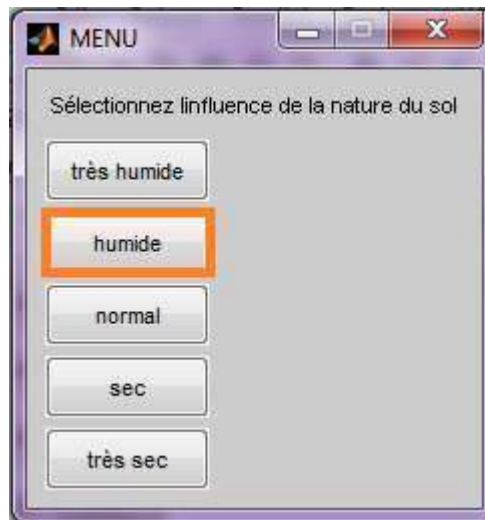 MENU
Sélectionnez linfluence de la nature du sol
très humide
humide
normal
sec
très sec